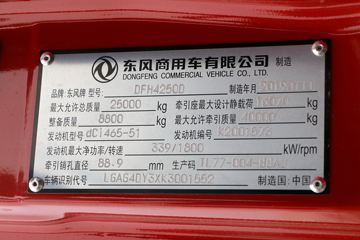 东风商用车有限公司 制造
DONGFENG COMMERCIAL VEHICLE CO., LTD.
品牌: 东风牌 型号: DFH4250D 制造年月
最大允许总质量 25000 kg 牵引座最大设计静载荷 kg
整备质量 8800 kg 最大允许牵引质量 40000 kg
发动机型号 dCi465-51 发动机编号
发动机最大净功率/转速 339/1800 kW/rpm
牵引销孔直径 88.9 mm 生产码
车辆识别代号 LGAG4DY3XK3001552 制造国: 中国